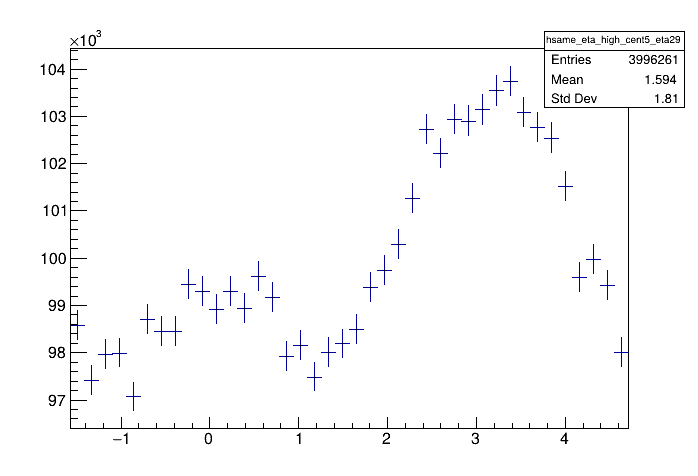 ×10³
hsame_eta_high_cent5_eta29
Entries 3996261
Mean 1.594
Std Dev 1.81
104
103
102
101
100
99
98
97
−1 0 1 2 3 4